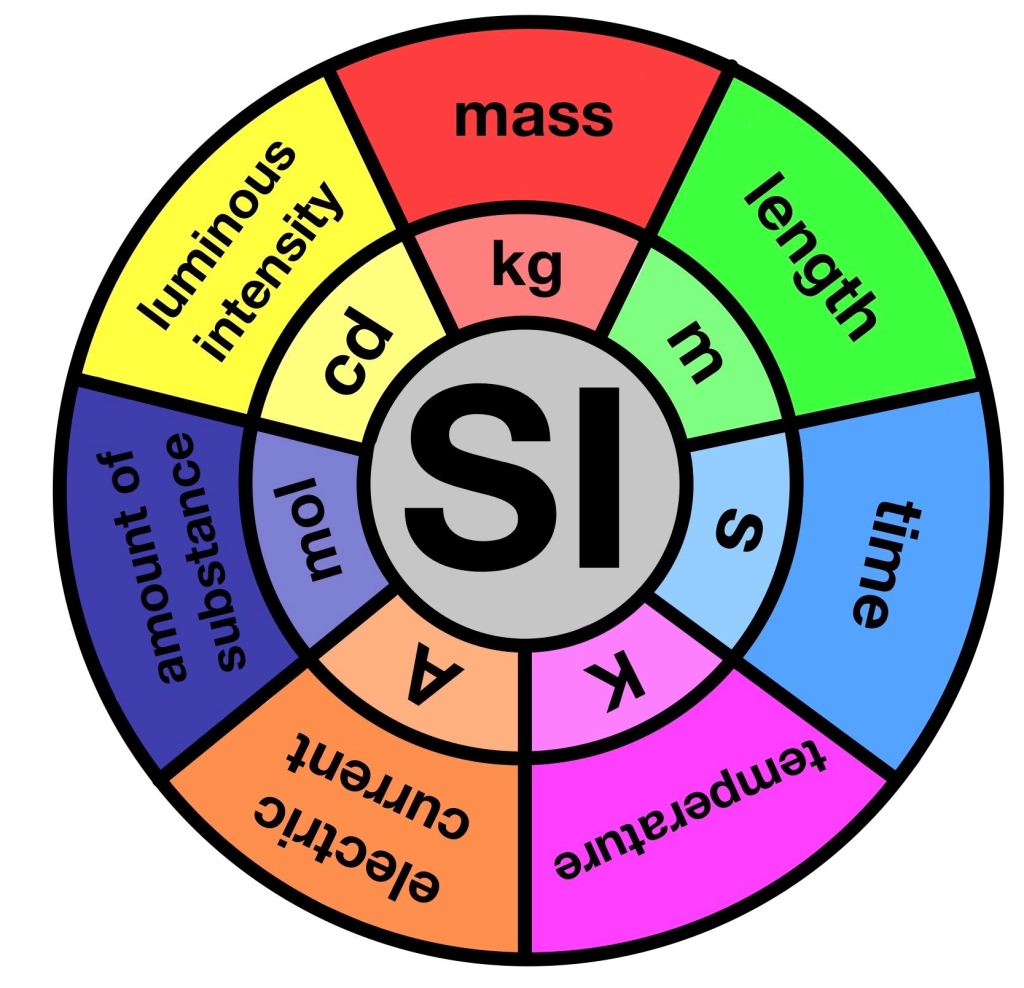 mass
kg
length
m
time
s
temperature
K
electric
current
A
amount of
substance
mol
luminous
intensity
cd
SI